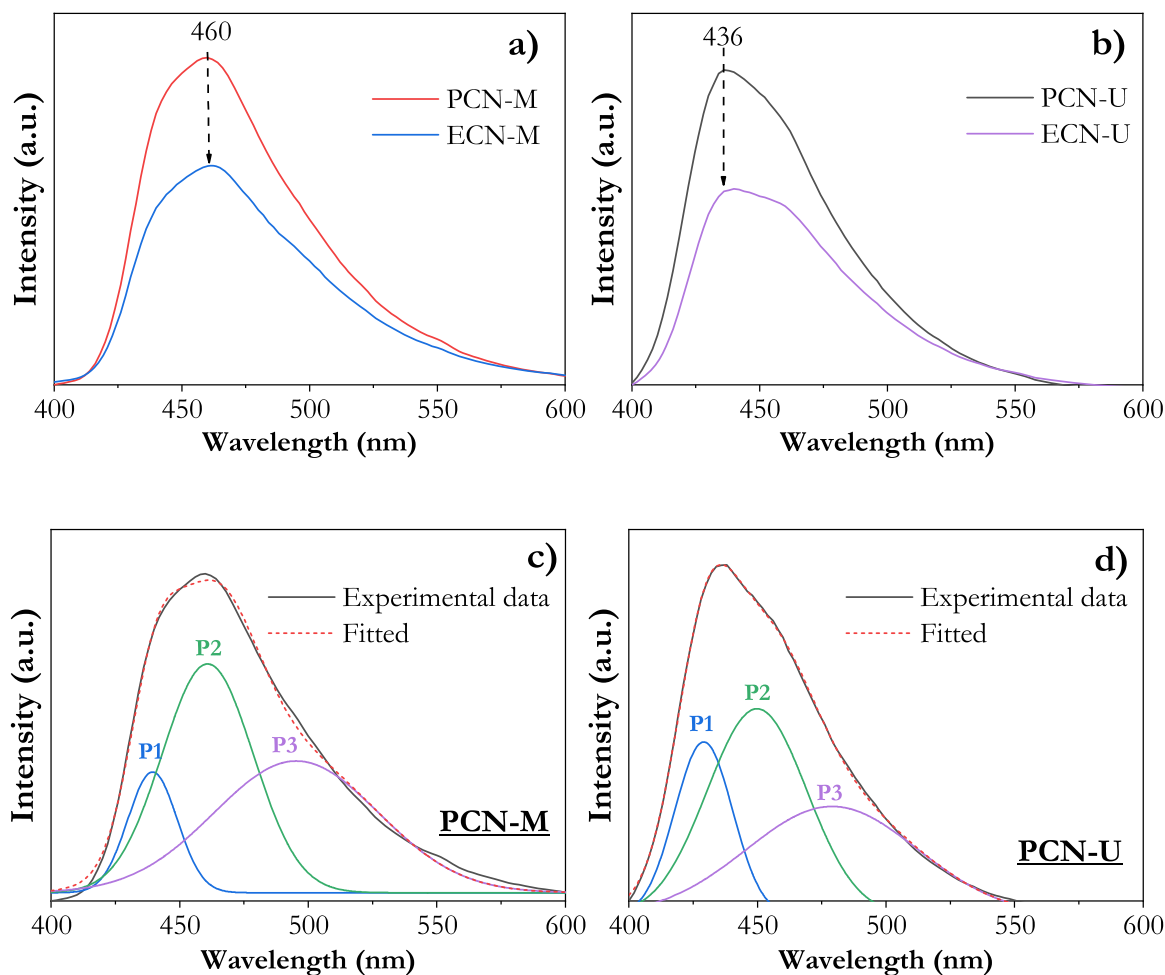 460
a)
PCN-M
ECN-M
Intensity (a.u.)
400 450 500 550 600
Wavelength (nm)
436
b)
PCN-U
ECN-U
Intensity (a.u.)
400 450 500 550 600
Wavelength (nm)
c)
Experimental data
Fitted
P2
P1
P3
PCN-M
Intensity (a.u.)
400 450 500 550 600
Wavelength (nm)
d)
Experimental data
Fitted
P2
P1
P3
PCN-U
Intensity (a.u.)
400 450 500 550 600
Wavelength (nm)